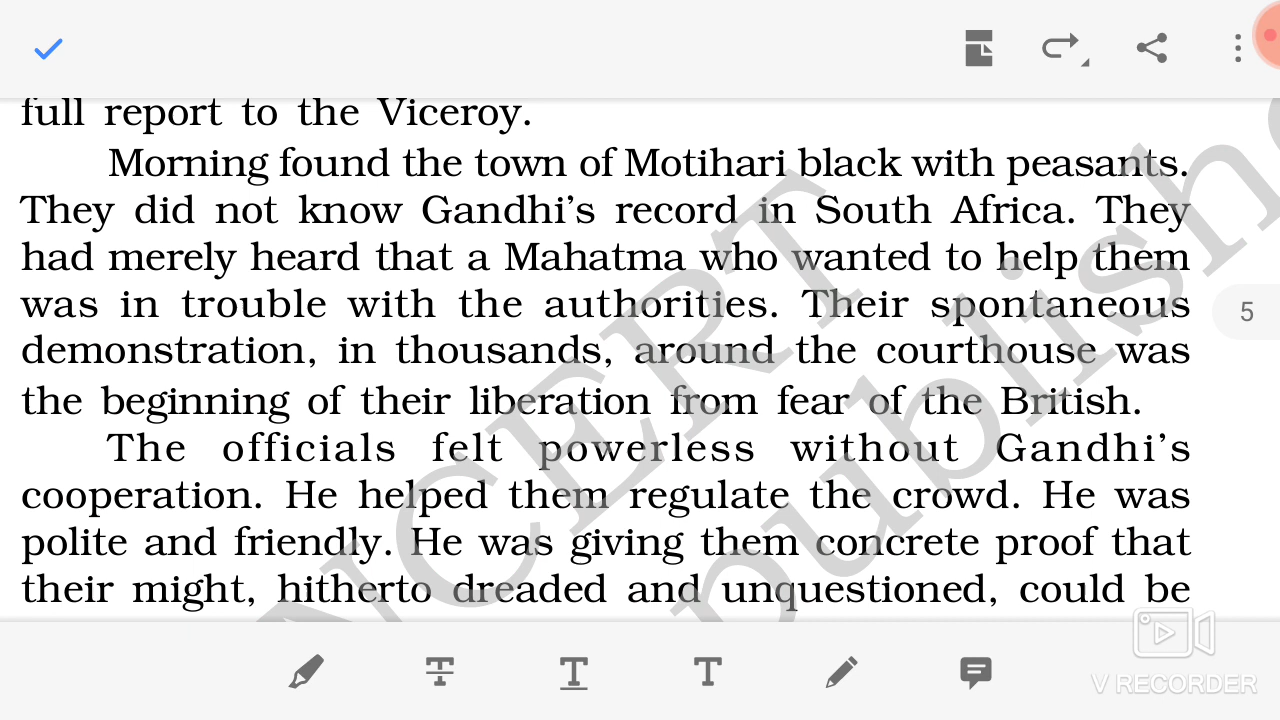 full report to the Viceroy.
Morning found the town of Motihari black with peasants.
They did not know Gandhi's record in South Africa. They
had merely heard that a Mahatma who wanted to help them
was in trouble with the authorities. Their spontaneous
demonstration, in thousands, around the courthouse was
the beginning of their liberation from fear of the British.
The officials felt powerless without Gandhi's
cooperation. He helped them regulate the crowd. He was
polite and friendly. He was giving them concrete proof that
their might, hitherto dreaded and unquestioned, could be
5
NCERT
publish
V RECORDER